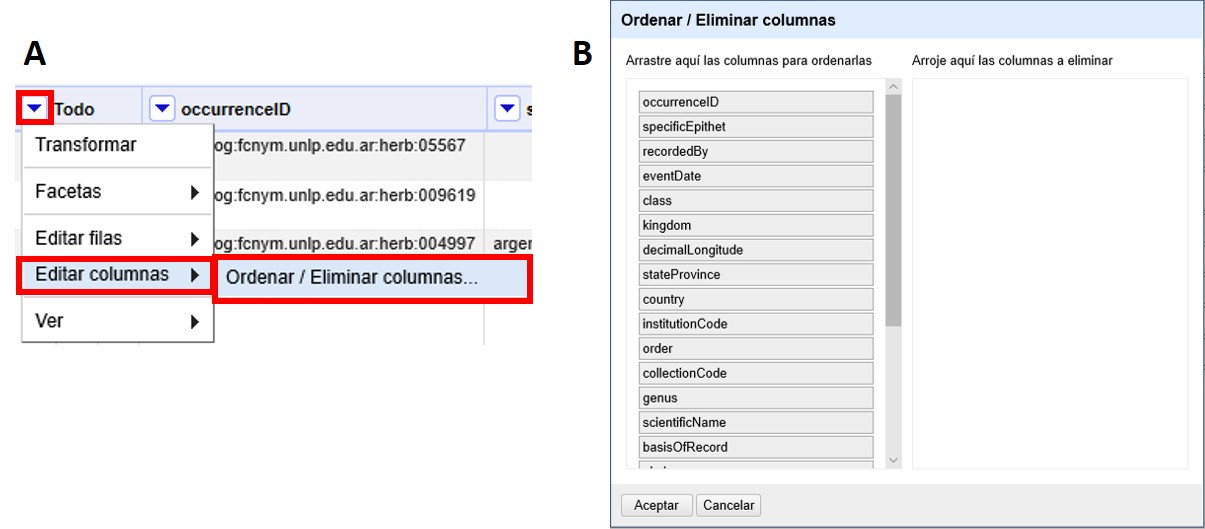 A
Todo
occurrenceID
s
Transformar
og:fcnym.unlp.edu.ar:herb:05567
Facetas
og:fcnym.unlp.edu.ar:herb:009619
Editar filas
og:fcnym.unlp.edu.ar:herb:004997
argen
Editar columnas
Ordenar / Eliminar columnas...
Ver
B
Ordenar / Eliminar columnas
Arrastre aquí las columnas para ordenarlas
Arroje aquí las columnas a eliminar
occurrenceID
specificEpithet
recordedBy
eventDate
class
kingdom
decimalLongitude
stateProvince
country
institutionCode
order
collectionCode
genus
scientificName
basisOfRecord
Aceptar
Cancelar